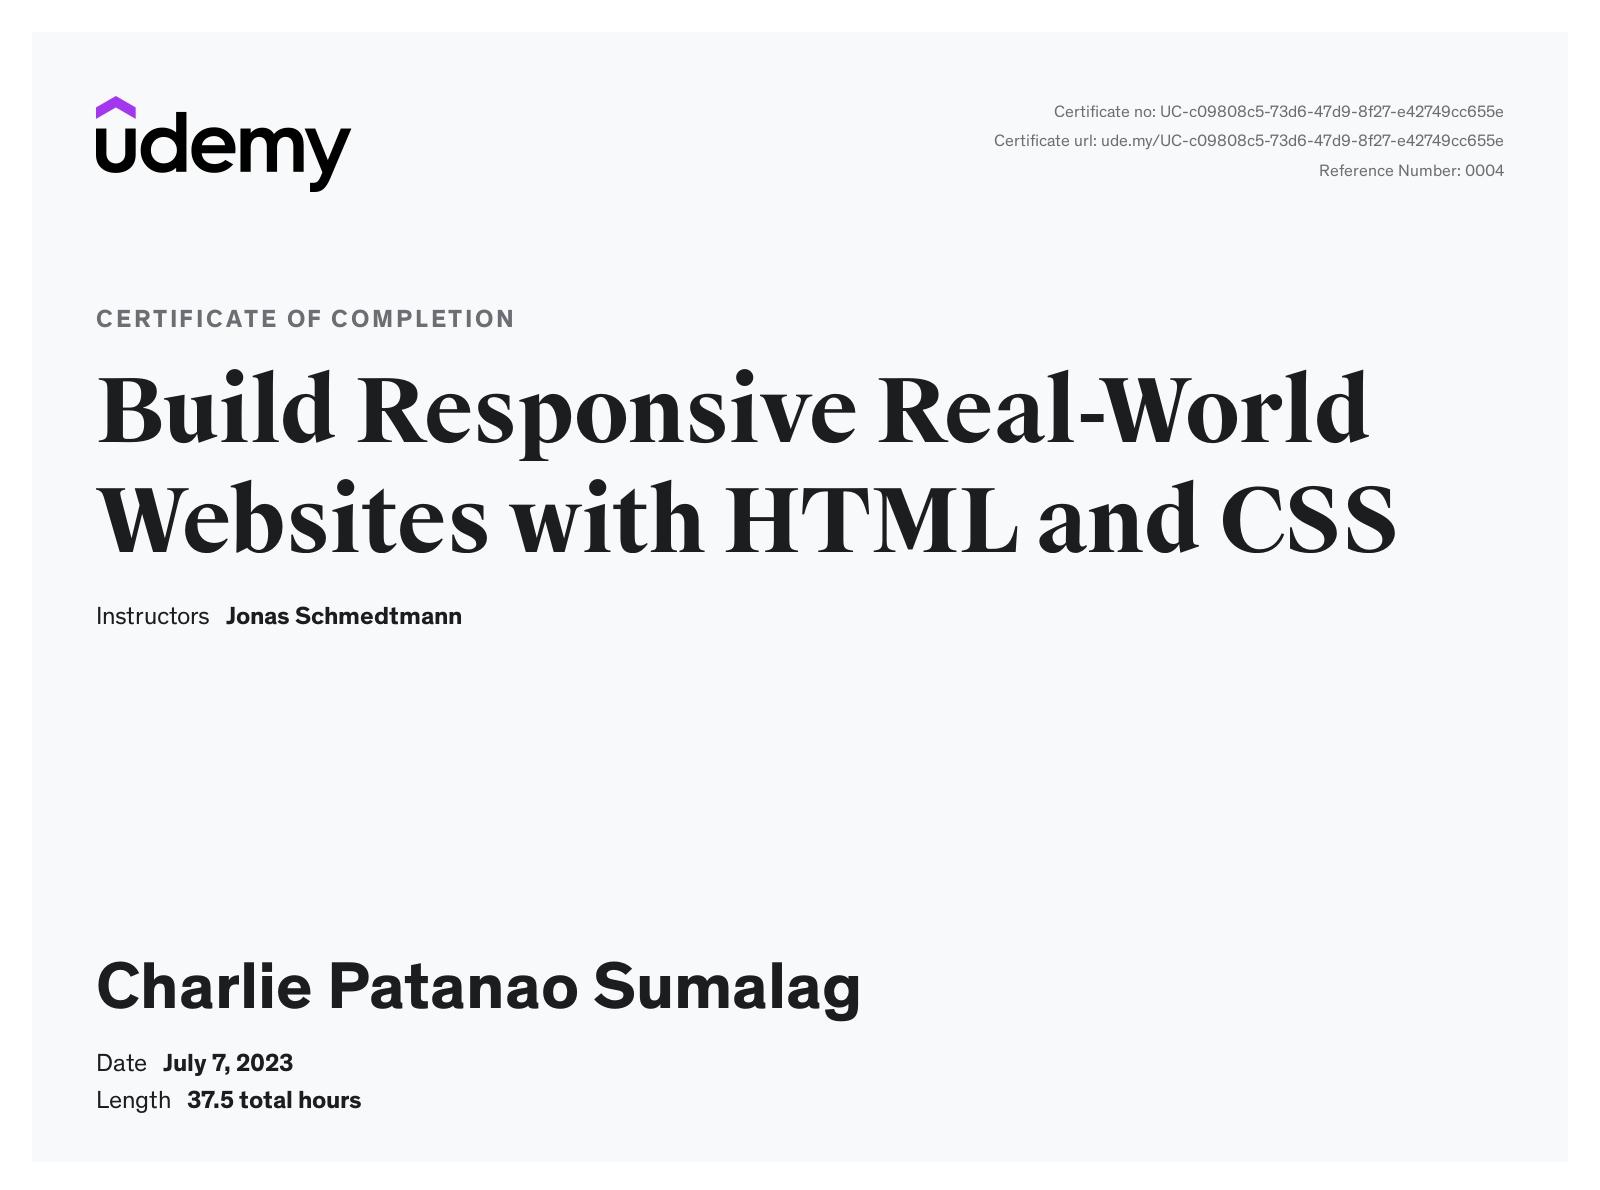 udemy
Certificate no: UC-c09808c5-73d6-47d9-8f27-e42749cc655e
Certificate url: ude.my/UC-c09808c5-73d6-47d9-8f27-e42749cc655e
Reference Number: 0004
CERTIFICATE OF COMPLETION
Build Responsive Real-World
Websites with HTML and CSS
Instructors Jonas Schmedtmann
Charlie Patanao Sumalag
Date July 7, 2023
Length 37.5 total hours